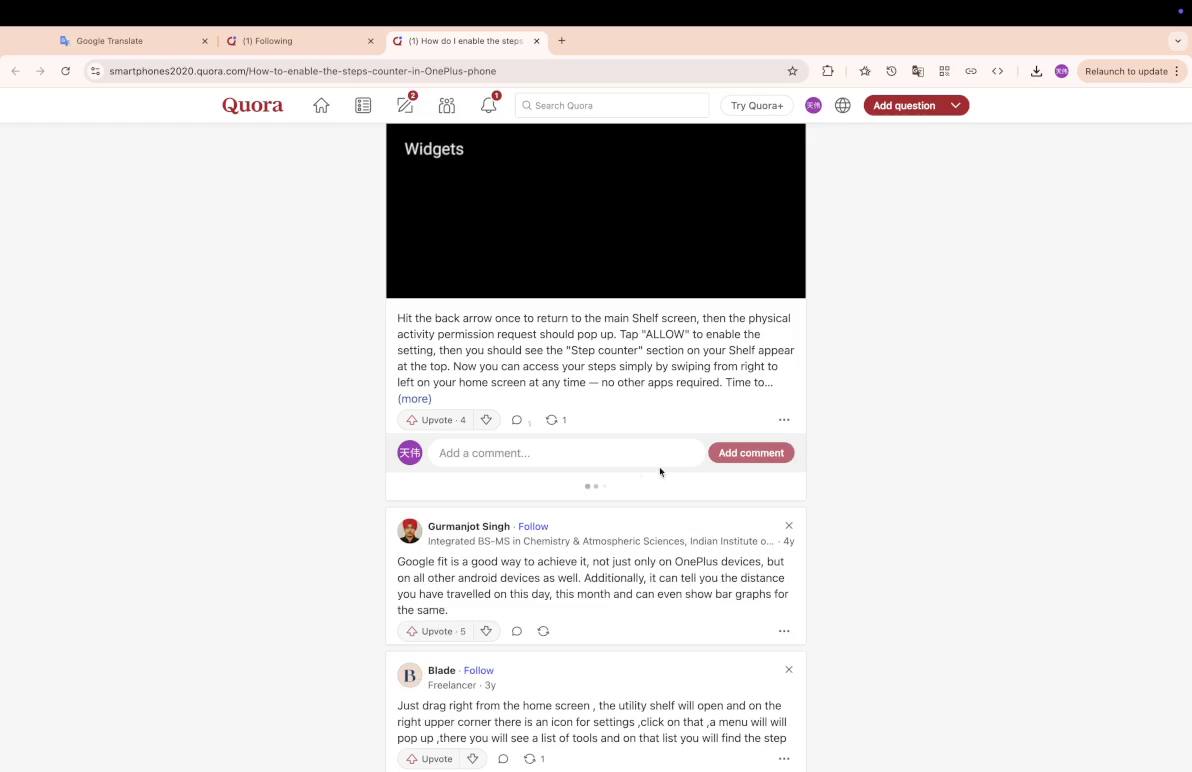 Google Translate
(1) Following
(1) How do I enable the steps
smartphones2020.quora.com/How-to-enable-the-steps-counter-in-OnePlus-phone
天伟
Relaunch to update
Quora
2
1
Search Quora
Try Quora+
天伟
Add question
Widgets
Hit the back arrow once to return to the main Shelf screen, then the physical
activity permission request should pop up. Tap "ALLOW" to enable the
setting, then you should see the "Step counter" section on your Shelf appear
at the top. Now you can access your steps simply by swiping from right to
left on your home screen at any time — no other apps required. Time to...
(more)
Upvote · 4
1
1
天伟
Add a comment...
Add comment
Gurmanjot Singh · Follow
Integrated BS-MS in Chemistry & Atmospheric Sciences, Indian Institute o... · 4y
Google fit is a good way to achieve it, not just only on OnePlus devices, but
on all other android devices as well. Additionally, it can tell you the distance
you have travelled on this day, this month and can even show bar graphs for
the same.
Upvote · 5
B
Blade · Follow
Freelancer · 3y
Just drag right from the home screen , the utility shelf will open and on the
right upper corner there is an icon for settings ,click on that ,a menu will will
pop up ,there you will see a list of tools and on that list you will find the step
Upvote
1